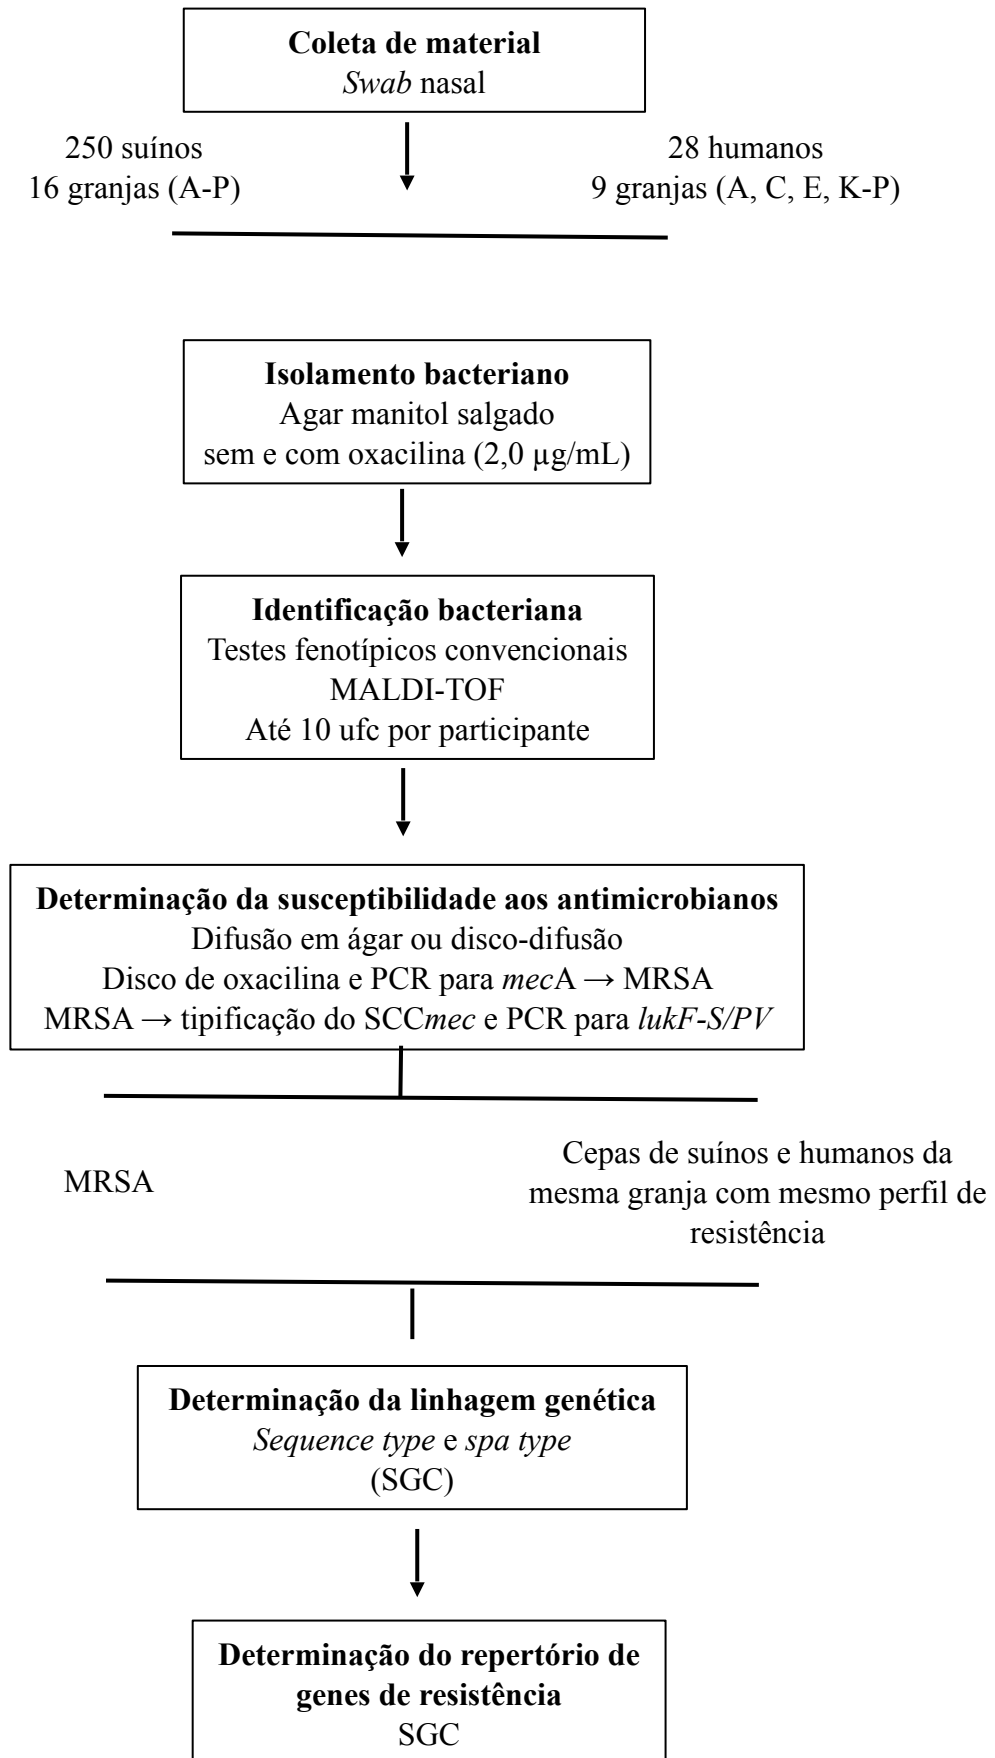 Coleta de material
Swab nasal
250 suínos
16 granjas (A-P)
28 humanos
9 granjas (A, C, E, K-P)
Isolamento bacteriano
Agar manitol salgado
sem e com oxacilina (2,0 µg/mL)
Identificação bacteriana
Testes fenotípicos convencionais
MALDI-TOF
Até 10 ufc por participante
Determinação da susceptibilidade aos antimicrobianos
Difusão em ágar ou disco-difusão
Disco de oxacilina e PCR para mecA → MRSA
MRSA → tipificação do SCCmec e PCR para lukF-S/PV
MRSA
Cepas de suínos e humanos da
mesma granja com mesmo perfil de
resistência
Determinação da linhagem genética
Sequence type e spa type
(SGC)
Determinação do repertório de
genes de resistência
SGC